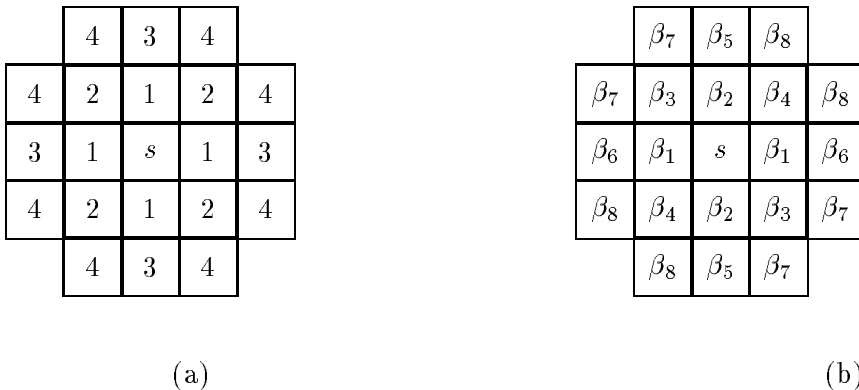 4 3 4 β₇ β₅ β₈
4 2 1 2 4 β₇ β₃ β₂ β₄ β₈
3 1 s 1 3 β₆ β₁ s β₁ β₆
4 2 1 2 4 β₈ β₄ β₂ β₃ β₇
4 3 4 β₈ β₅ β₇
(a) (b)